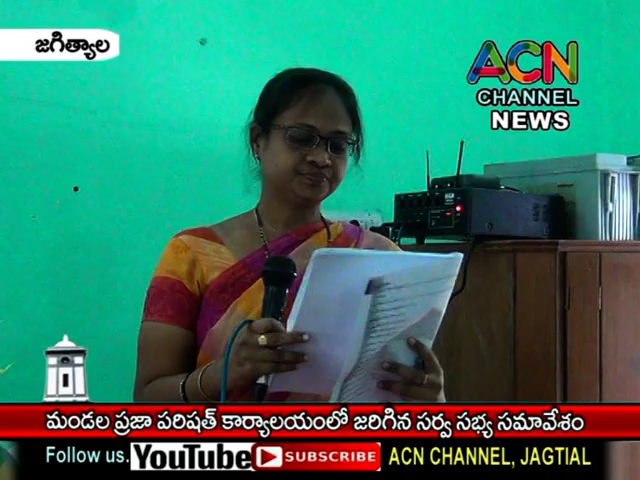 జగిత్యాల
ACN
CHANNEL
NEWS
మండల ప్రజా పరిషత్ కార్యాలయంలో జరిగిన సర్వ సభ్య సమావేశం
Follow us. YouTube SUBSCRIBE ACN CHANNEL, JAGTIAL